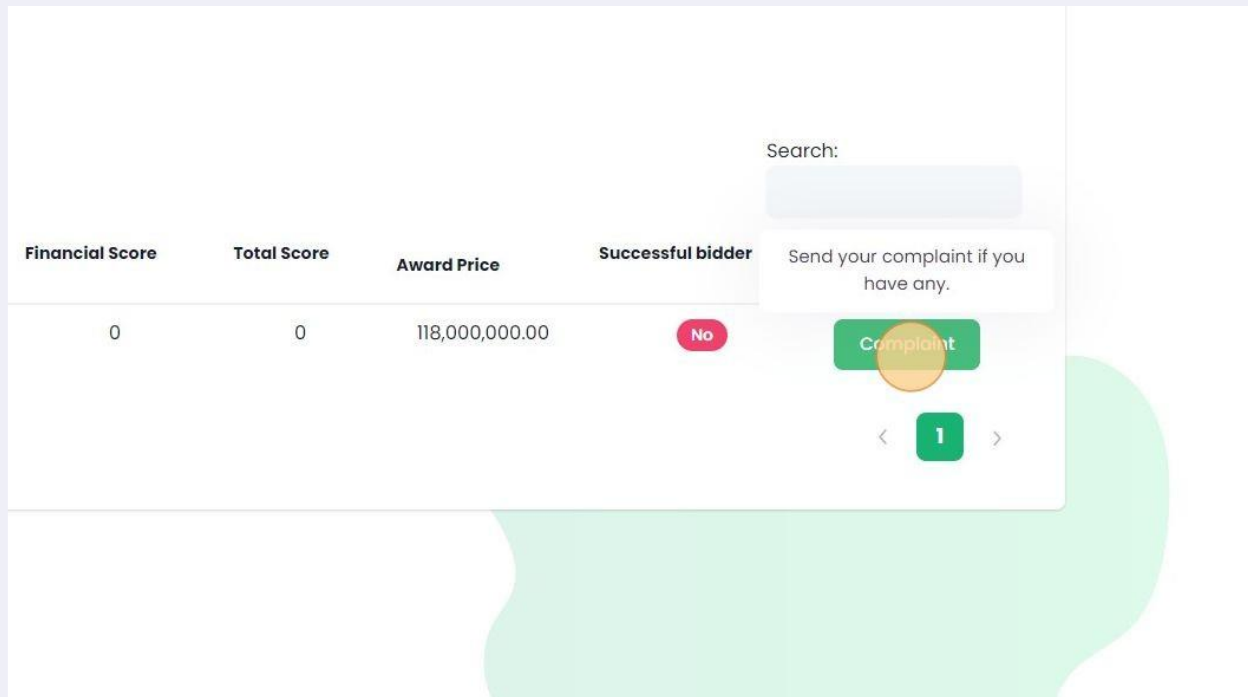 Search:
Financial Score
Total Score
Award Price
Successful bidder
Send your complaint if you
have any.
0
0
118,000,000.00
No
Complaint
1